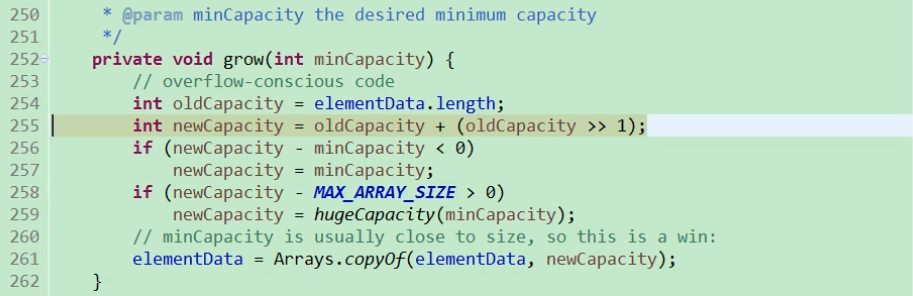 250 * @param minCapacity the desired minimum capacity
251 */
252 private void grow(int minCapacity) {
253 // overflow-conscious code
254 int oldCapacity = elementData.length;
255 int newCapacity = oldCapacity + (oldCapacity >> 1);
256 if (newCapacity - minCapacity < 0)
257 newCapacity = minCapacity;
258 if (newCapacity - MAX_ARRAY_SIZE > 0)
259 newCapacity = hugeCapacity(minCapacity);
260 // minCapacity is usually close to size, so this is a win:
261 elementData = Arrays.copyOf(elementData, newCapacity);
262 }